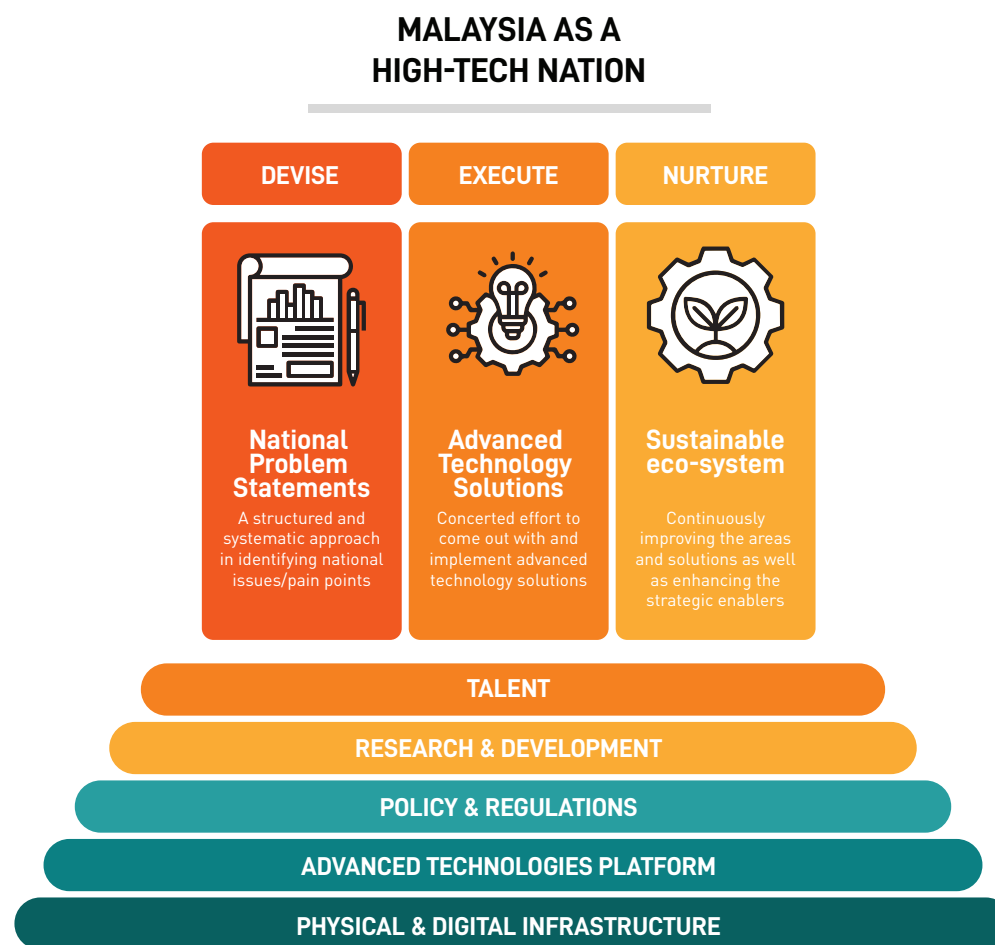 MALAYSIA AS A
HIGH-TECH NATION
DEVISE
EXECUTE
NURTURE
National
Problem
Statements
A structured and
systematic approach
in identifying national
issues/pain points
Advanced
Technology
Solutions
Concerted effort to
come out with and
implement advanced
technology solutions
Sustainable
eco-system
Continuously
improving the areas
and solutions as well
as enhancing the
strategic enablers
TALENT
RESEARCH & DEVELOPMENT
POLICY & REGULATIONS
ADVANCED TECHNOLOGIES PLATFORM
PHYSICAL & DIGITAL INFRASTRUCTURE